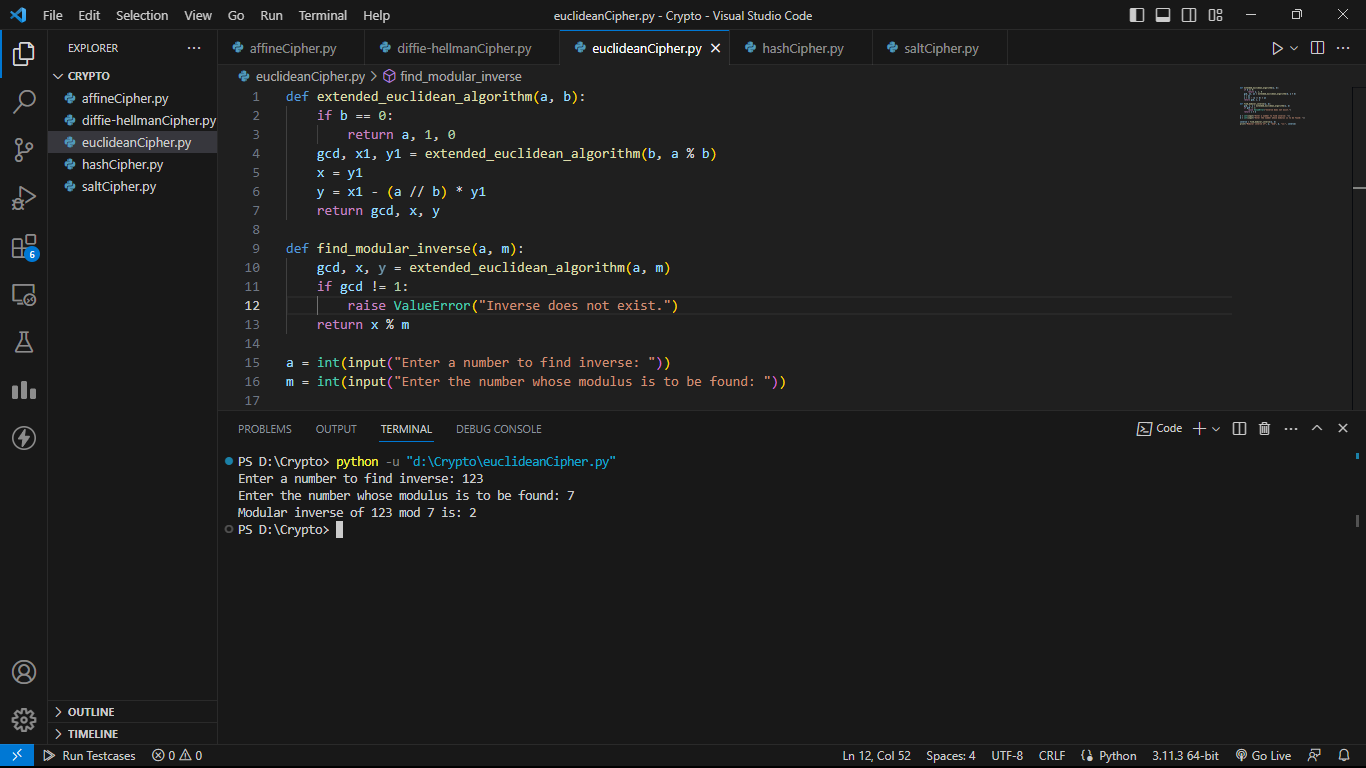 File Edit Selection View Go Run Terminal Help euclideanCipher.py - Crypto - Visual Studio Code
EXPLORER
CRYPTO
affineCipher.py
diffie-hellmanCipher.py
euclideanCipher.py
hashCipher.py
saltCipher.py
6
OUTLINE
TIMELINE
affineCipher.py diffie-hellmanCipher.py euclideanCipher.py hashCipher.py saltCipher.py
euclideanCipher.py > find_modular_inverse
1 def extended_euclidean_algorithm(a, b):
2 if b == 0:
3 return a, 1, 0
4 gcd, x1, y1 = extended_euclidean_algorithm(b, a % b)
5 x = y1
6 y = x1 - (a // b) * y1
7 return gcd, x, y
8
9 def find_modular_inverse(a, m):
10 gcd, x, y = extended_euclidean_algorithm(a, m)
11 if gcd != 1:
12 raise ValueError("Inverse does not exist.")
13 return x % m
14
15 a = int(input("Enter a number to find inverse: "))
16 m = int(input("Enter the number whose modulus is to be found: "))
17
PROBLEMS OUTPUT TERMINAL DEBUG CONSOLE Code
PS D:\Crypto> python -u "d:\Crypto\euclideanCipher.py"
Enter a number to find inverse: 123
Enter the number whose modulus is to be found: 7
Modular inverse of 123 mod 7 is: 2
PS D:\Crypto>
Run Testcases 0 0 Ln 12, Col 52 Spaces: 4 UTF-8 CRLF Python 3.11.3 64-bit Go Live